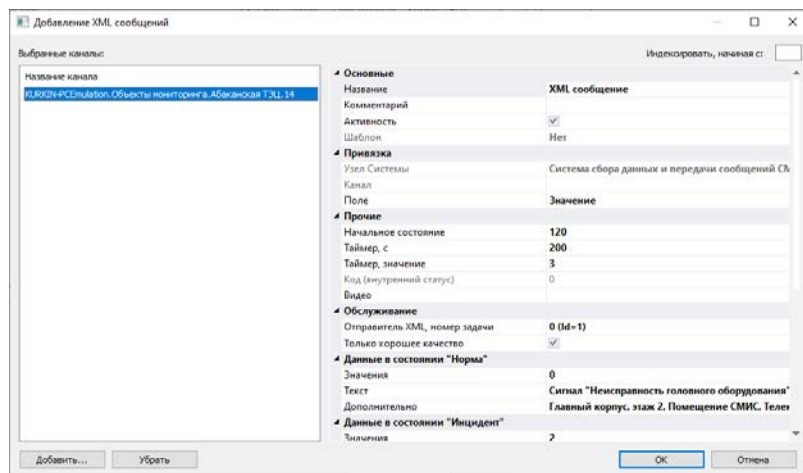 Добавление XML сообщений
Выбранные каналы:
Индексировать, начиная с:
Название канала
KURKIN-PCEmulation.Объекты мониторинга.Абаканская ТЭЦ.14
Основные
Название XML сообщение
Комментарий
Активность
Шаблон Нет
Привязка
Узел Системы Система сбора данных и передачи сообщений СМ
Канал
Поле Значение
Прочие
Начальное состояние 120
Таймер, с 200
Таймер, значение 3
Код (внутренний статус) 0
Видео
Обслуживание
Отправитель XML, номер задачи 0 (Id=1)
Только хорошее качество
Данные в состоянии "Норма"
Значения 0
Текст Сигнал "Неисправность головного оборудования"
Дополнительно Главный корпус, этаж 2, Помещение СМИС, Телек
Данные в состоянии "Инцидент"
Значения 2
Добавить... Убрать OK Отмена